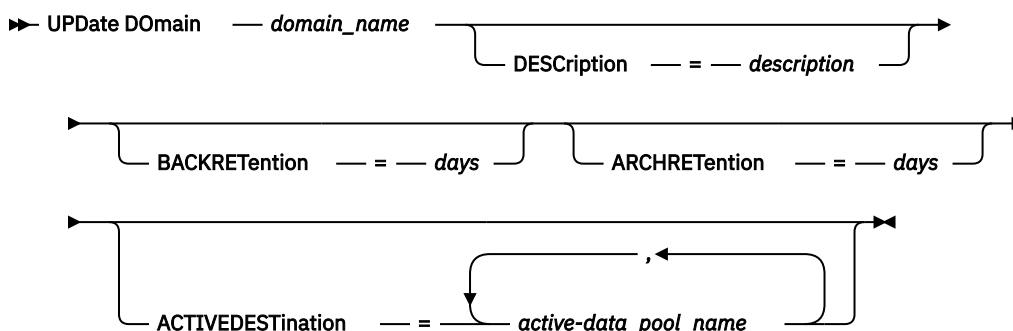 UPDate DOmain — domain_name
DESCription — = — description
BACKRETention — = — days ARCHRETention — = — days
,
ACTIVEDESTination — = — active-data_pool_name